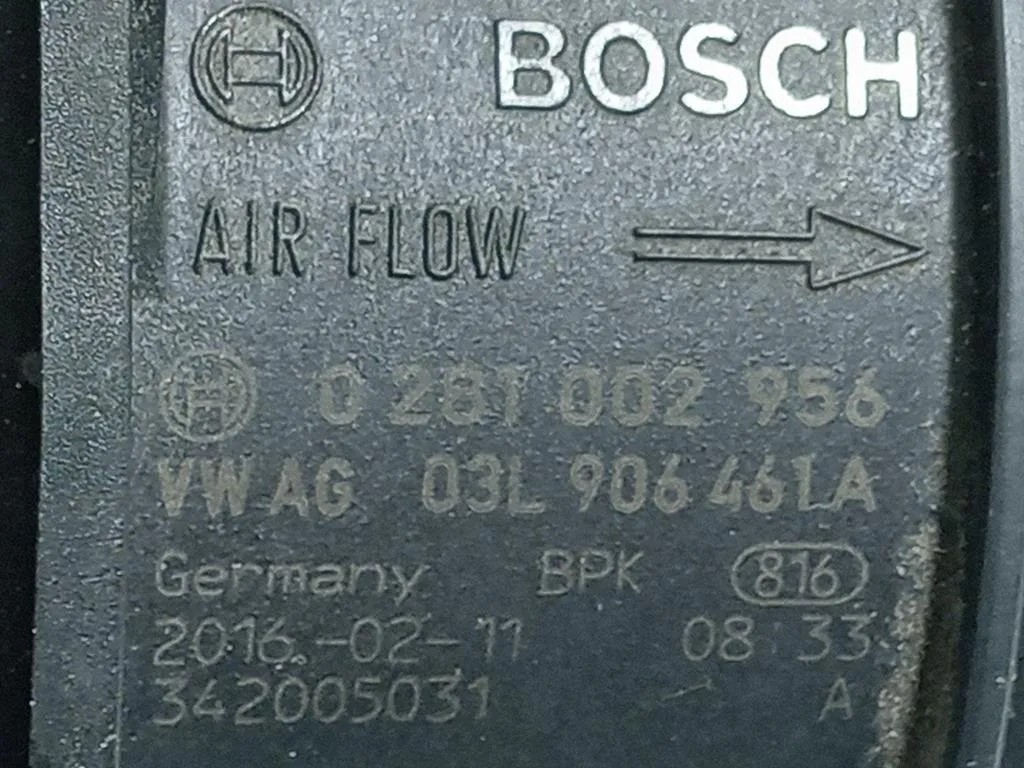 BOSCH
AIR FLOW
0 281 002 956
VW AG 03L 906 461 A
Germany BPK 816
2016-02-11 08 33
342005031 A